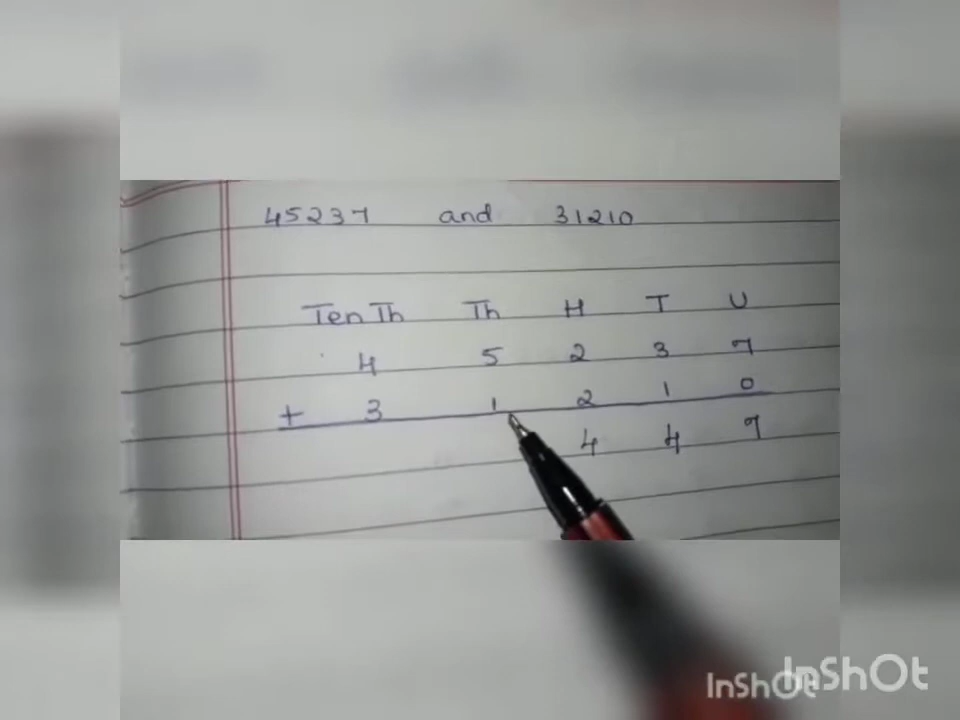 45237 and 31210
Ten Th Th H T U
4 5 2 3 7
+ 3 1 2 1 0
4 4 7
InShOt
InShOt